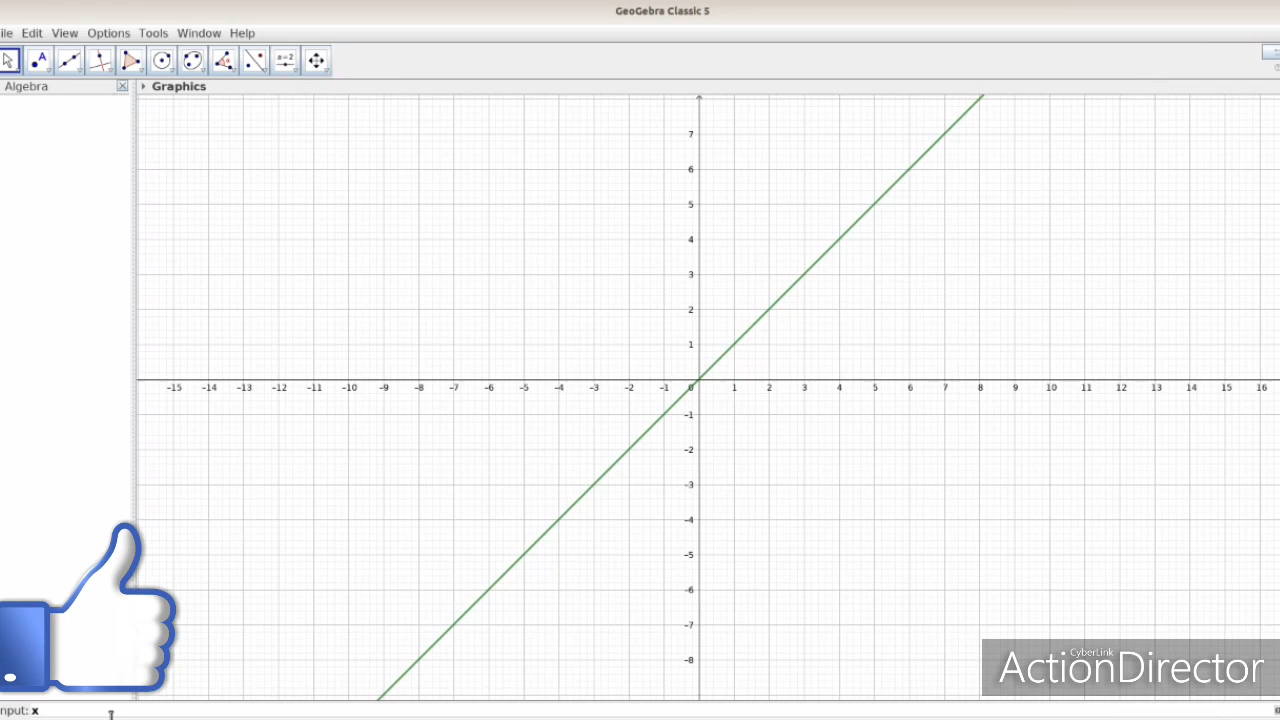 GeoGebra Classic 5
ile Edit View Options Tools Window Help
A
a=2
Algebra
Graphics
7
6
5
4
3
2
1
-15 -14 -13 -12 -11 -10 -9 -8 -7 -6 -5 -4 -3 -2 -1 0 1 2 3 4 5 6 7 8 9 10 11 12 13 14 15 16
-1
-2
-3
-4
-5
-6
-7
-8
CyberLink
ActionDirector
nput: x